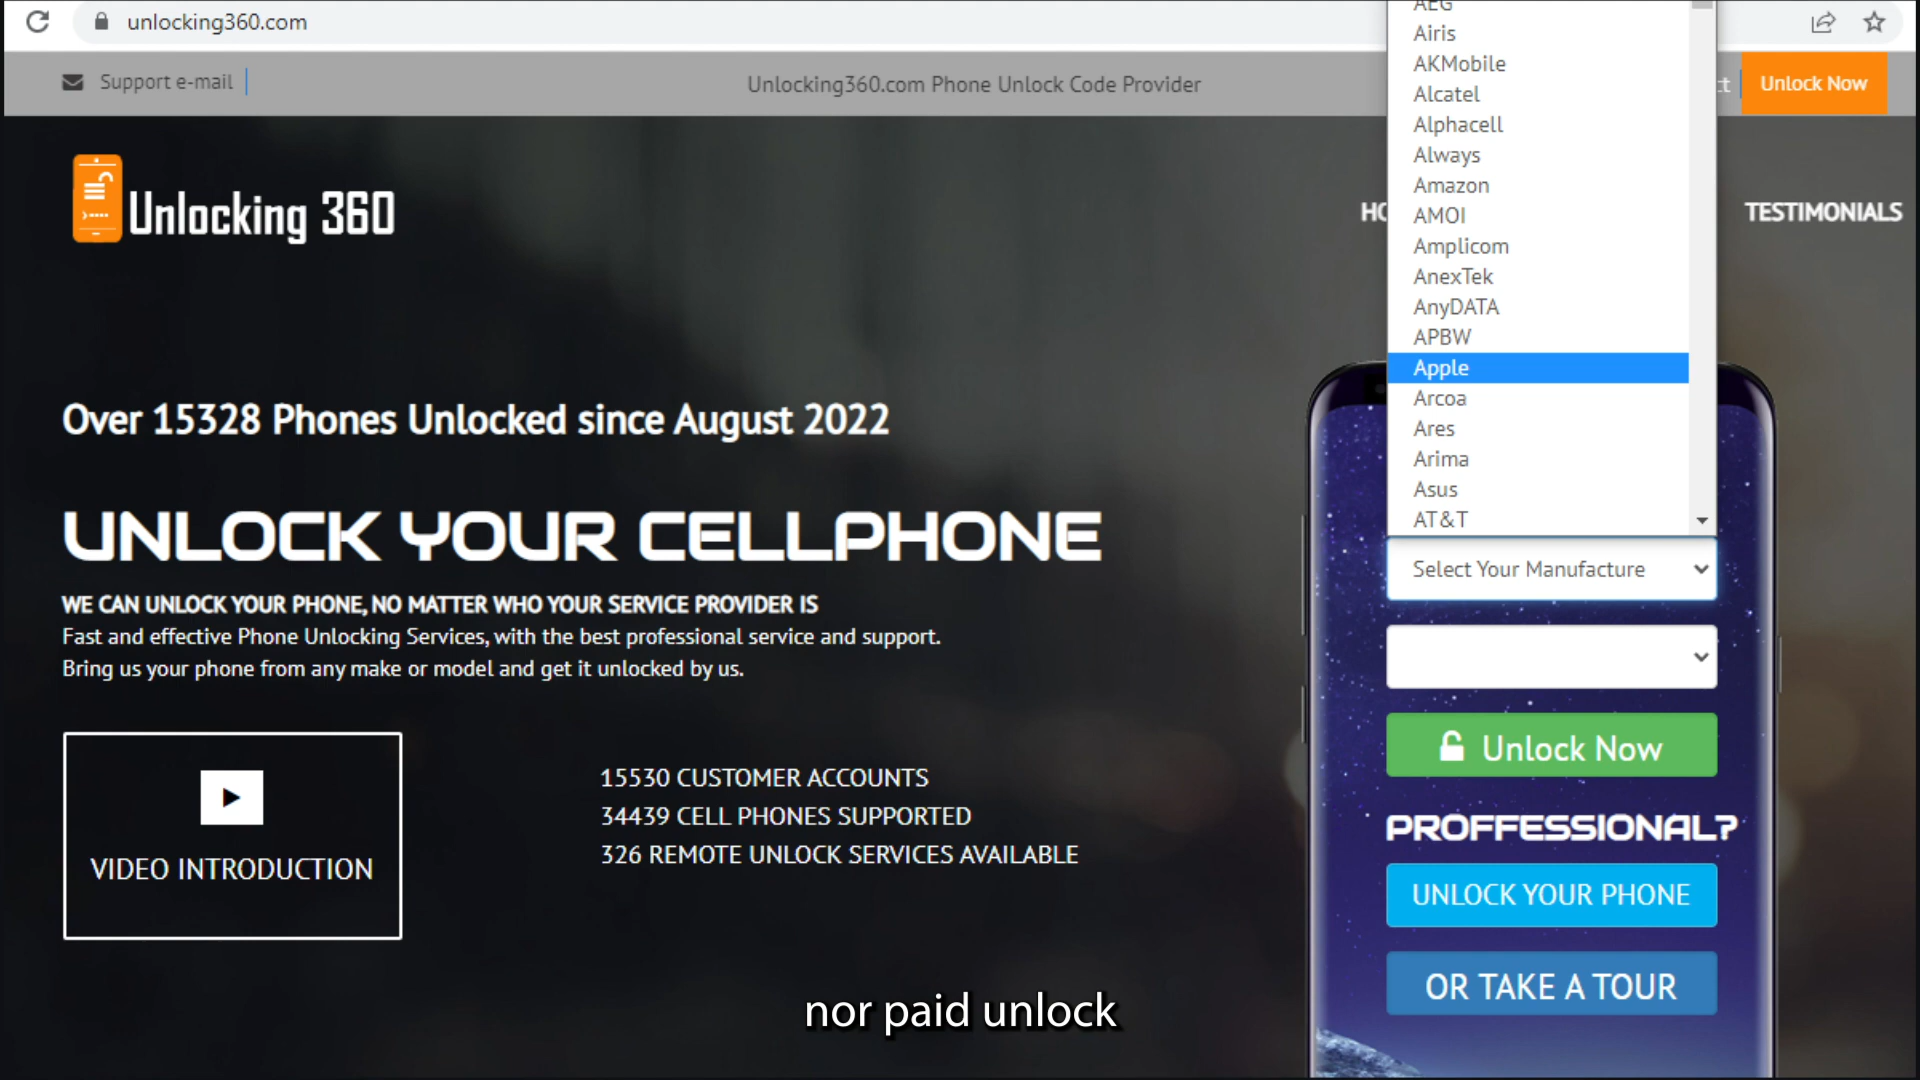 unlocking360.com
Support e-mail
Unlocking360.com Phone Unlock Code Provider
Unlock Now
Unlocking 360
TESTIMONIALS
AEG
Airis
AKMobile
Alcatel
Alphacell
Always
Amazon
AMOI
Amplicom
AnexTek
AnyDATA
APBW
Apple
Arcoa
Ares
Arima
Asus
AT&T
Select Your Manufacture
Over 15328 Phones Unlocked since August 2022
UNLOCK YOUR CELLPHONE
WE CAN UNLOCK YOUR PHONE, NO MATTER WHO YOUR SERVICE PROVIDER IS
Fast and effective Phone Unlocking Services, with the best professional service and support.
Bring us your phone from any make or model and get it unlocked by us.
VIDEO INTRODUCTION
15530 CUSTOMER ACCOUNTS
34439 CELL PHONES SUPPORTED
326 REMOTE UNLOCK SERVICES AVAILABLE
Unlock Now
PROFFESSIONAL?
UNLOCK YOUR PHONE
OR TAKE A TOUR
nor paid unlock